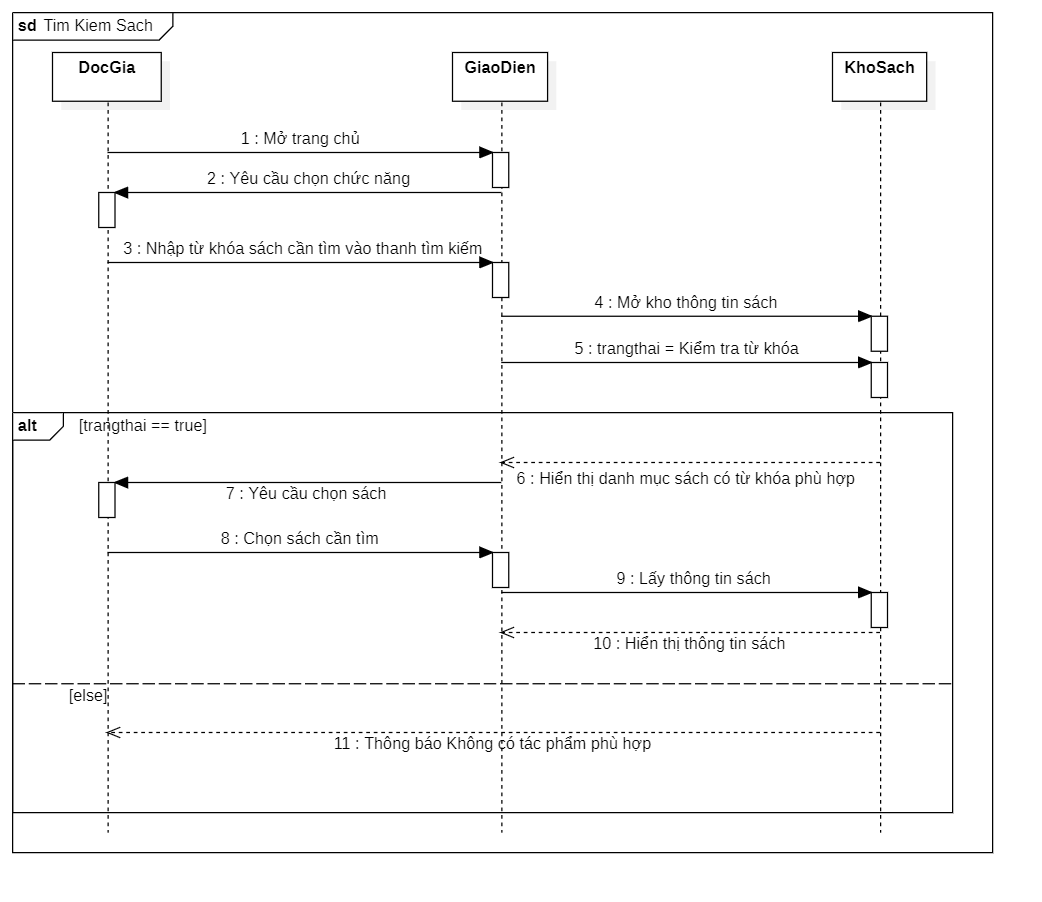 sd Tim Kiem Sach
DocGia
GiaoDien
KhoSach
1 : Mở trang chủ
2 : Yêu cầu chọn chức năng
3 : Nhập từ khóa sách cần tìm vào thanh tìm kiếm
4 : Mở kho thông tin sách
5 : trangthai = Kiểm tra từ khóa
alt [trangthai == true]
6 : Hiển thị danh mục sách có từ khóa phù hợp
7 : Yêu cầu chọn sách
8 : Chọn sách cần tìm
9 : Lấy thông tin sách
10 : Hiển thị thông tin sách
[else]
11 : Thông báo Không có tác phẩm phù hợp